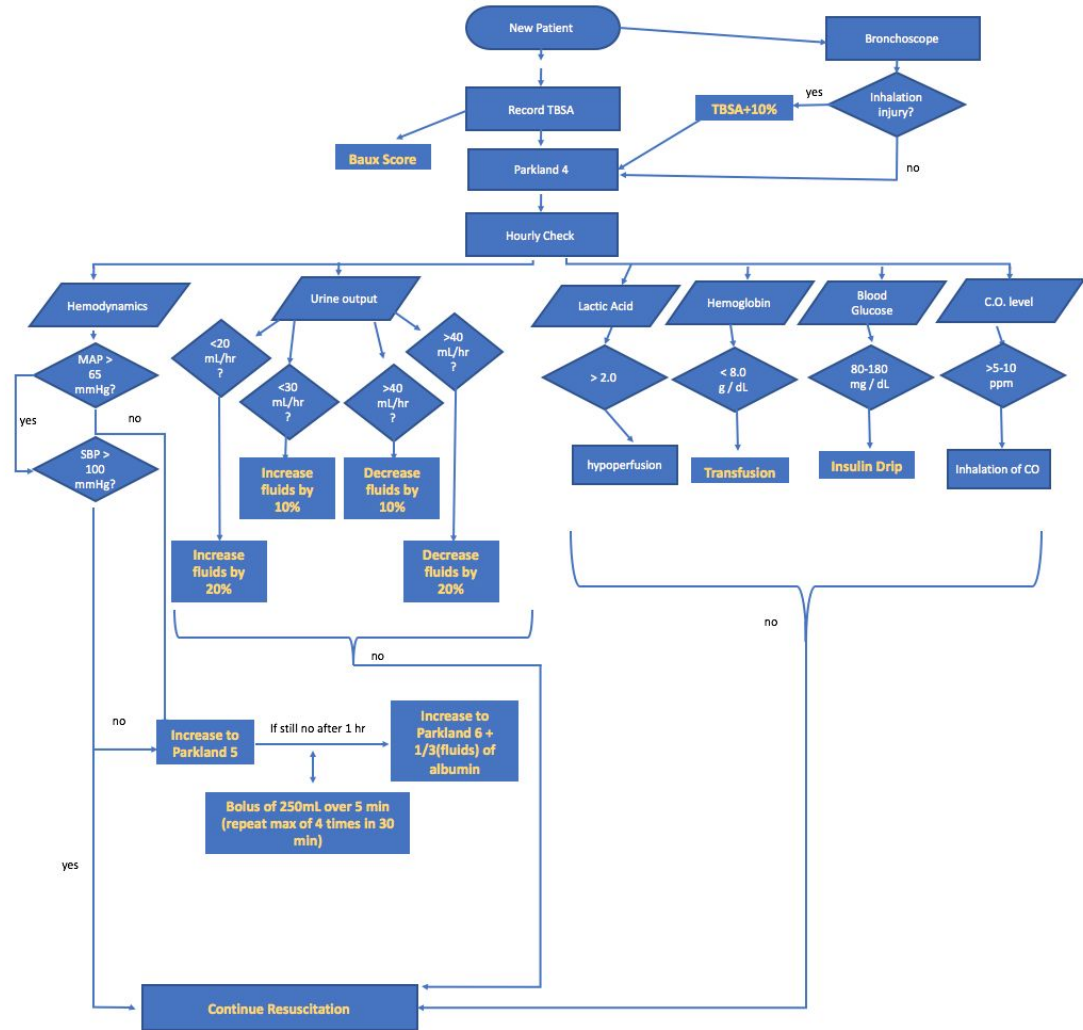 New Patient
Bronchoscope
Inhalation
injury?
yes
TBSA+10%
no
Record TBSA
Baux Score
Parkland 4
Hourly Check
Hemodynamics
Urine output
Lactic Acid
Hemoglobin
Blood
Glucose
C.O. level
MAP >
65
mmHg?
yes
no
SBP >
100
mmHg?
<20
mL/hr
?
<30
mL/hr
?
>40
mL/hr
?
>40
mL/hr
?
> 2.0
< 8.0
g / dL
80-180
mg / dL
>5-10
ppm
Increase
fluids by
10%
Decrease
fluids by
10%
hypoperfusion
Transfusion
Insulin Drip
Inhalation of CO
Increase
fluids by
20%
Decrease
fluids by
20%
no
no
no
Increase to
Parkland 5
If still no after 1 hr
Increase to
Parkland 6 +
1/3(fluids) of
albumin
Bolus of 250mL over 5 min
(repeat max of 4 times in 30
min)
yes
Continue Resuscitation